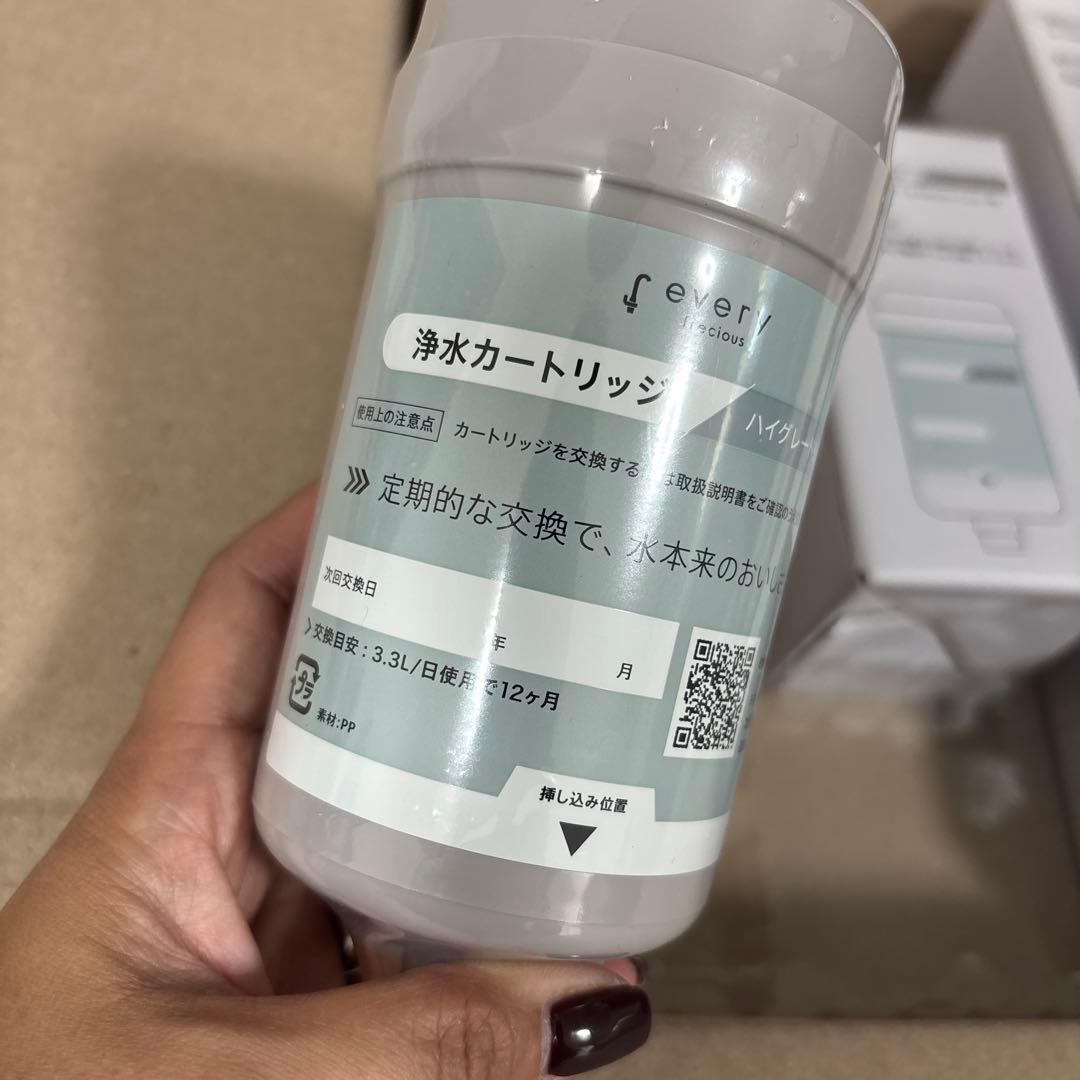 every
frecious
浄水カートリッジ
ハイグレー
使用上の注意点
カートリッジを交換する は取扱説明書をご確認の
定期的な交換で、水本来のおいし
次回交換日
年 月
交換目安：3.3L/日使用で12ヶ月
プラ
素材:PP
挿し込み位置